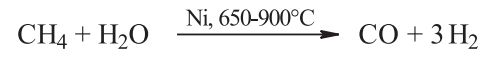 Ni, 650-900°C
CH₄ + H₂O ⟶ CO + 3 H₂